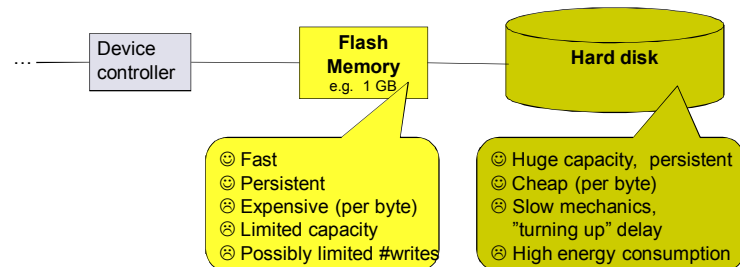 ...
Device
controller
Flash
Memory
e.g. 1 GB
Hard disk
☺ Fast
☺ Persistent
☹ Expensive (per byte)
☹ Limited capacity
☹ Possibly limited #writes
☺ Huge capacity, persistent
☺ Cheap (per byte)
☹ Slow mechanics,
”turning up” delay
☹ High energy consumption